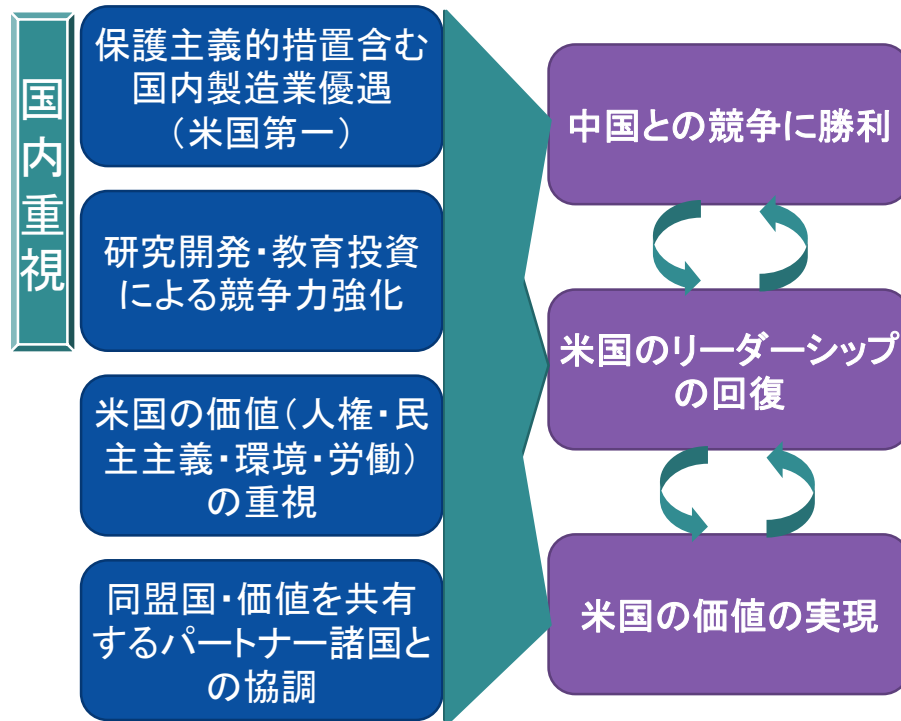 国内重視
保護主義的措置含む
国内製造業優遇
（米国第一）
研究開発・教育投資
による競争力強化
米国の価値（人権・民
主主義・環境・労働）
の重視
同盟国・価値を共有
するパートナー諸国と
の協調
中国との競争に勝利
米国のリーダーシップ
の回復
米国の価値の実現